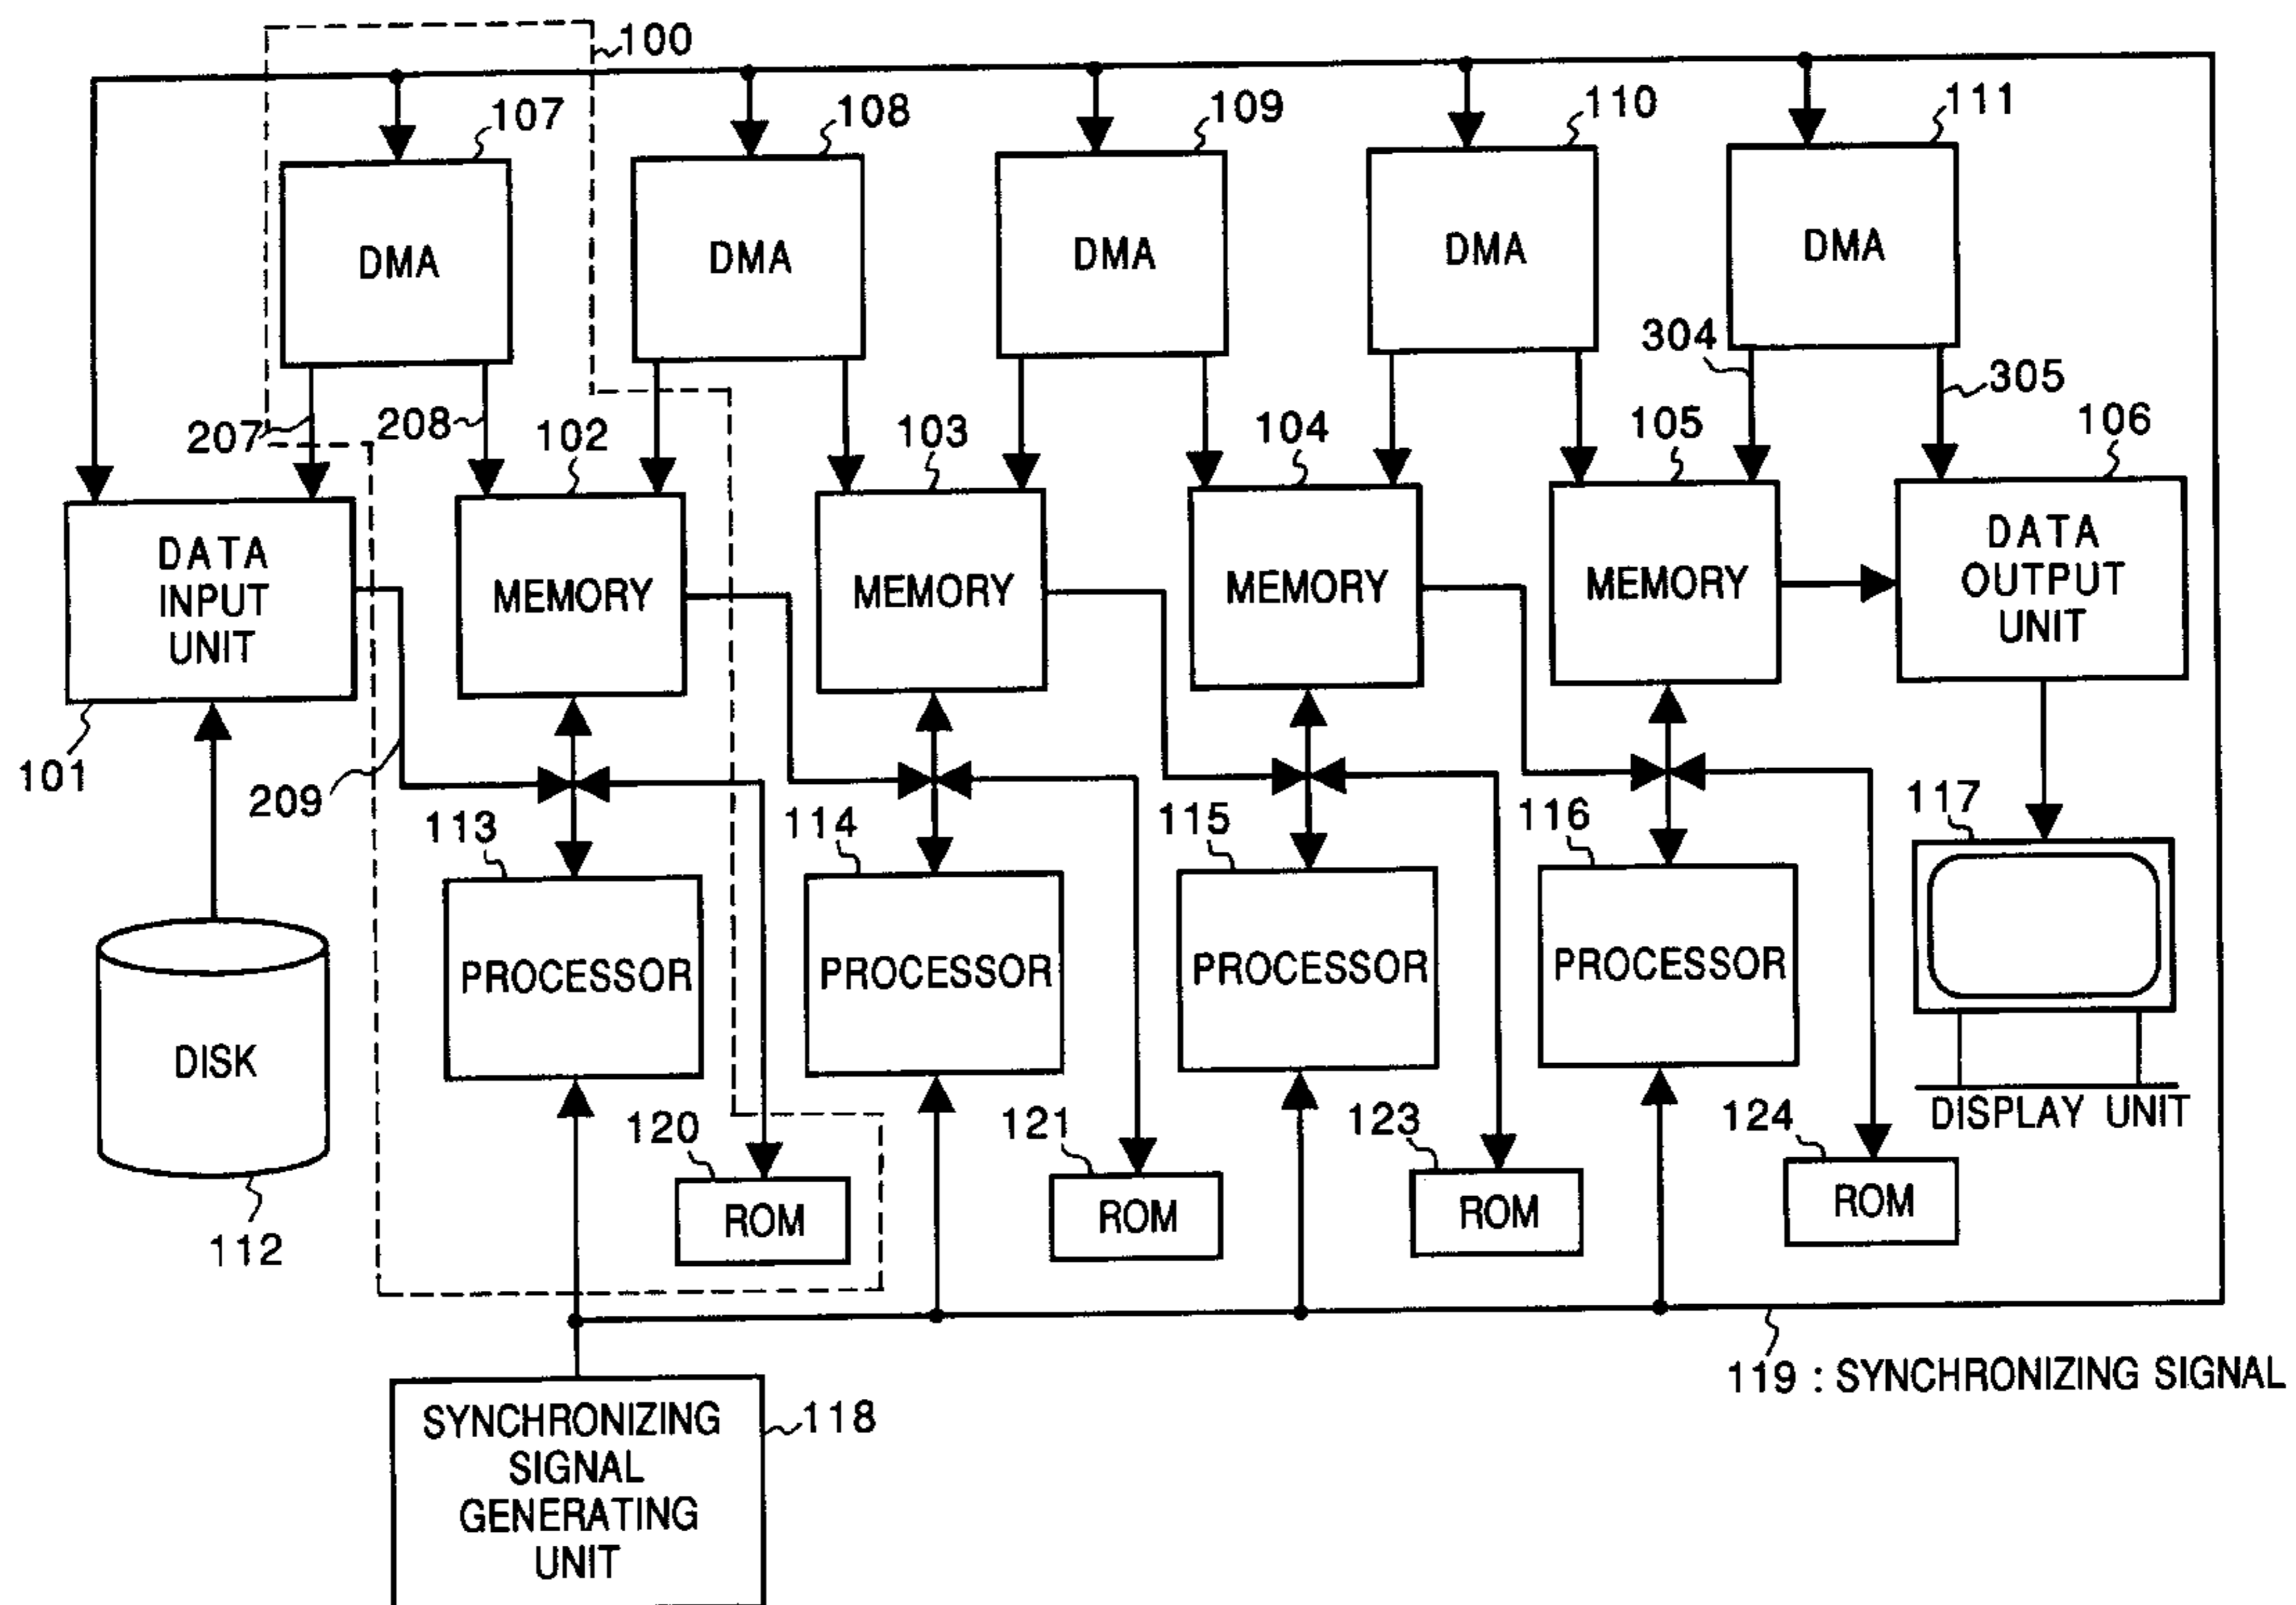 100
107
108
109
110
111
DMA
DMA
DMA
DMA
DMA
304
305
207
208
102
103
104
105
106
DATA
INPUT
UNIT
MEMORY
MEMORY
MEMORY
MEMORY
DATA
OUTPUT
UNIT
101
209
113
114
115
116
117
DISK
PROCESSOR
PROCESSOR
PROCESSOR
PROCESSOR
DISPLAY UNIT
112
120
121
123
124
ROM
ROM
ROM
ROM
119 : SYNCHRONIZING SIGNAL
SYNCHRONIZING
SIGNAL
GENERATING
UNIT
118